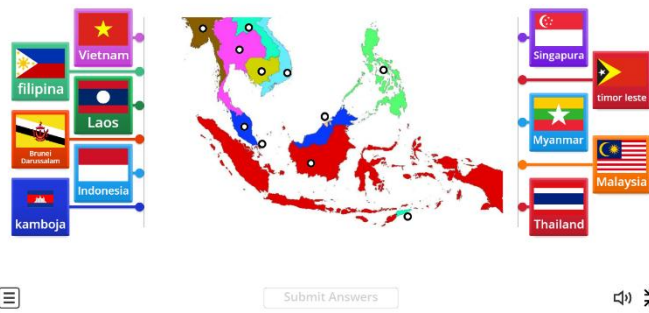 Vietnam
filipina
Laos
Brunei
Darussalam
Indonesia
kamboja
Singapura
timor leste
Myanmar
Malaysia
Thailand
Submit Answers